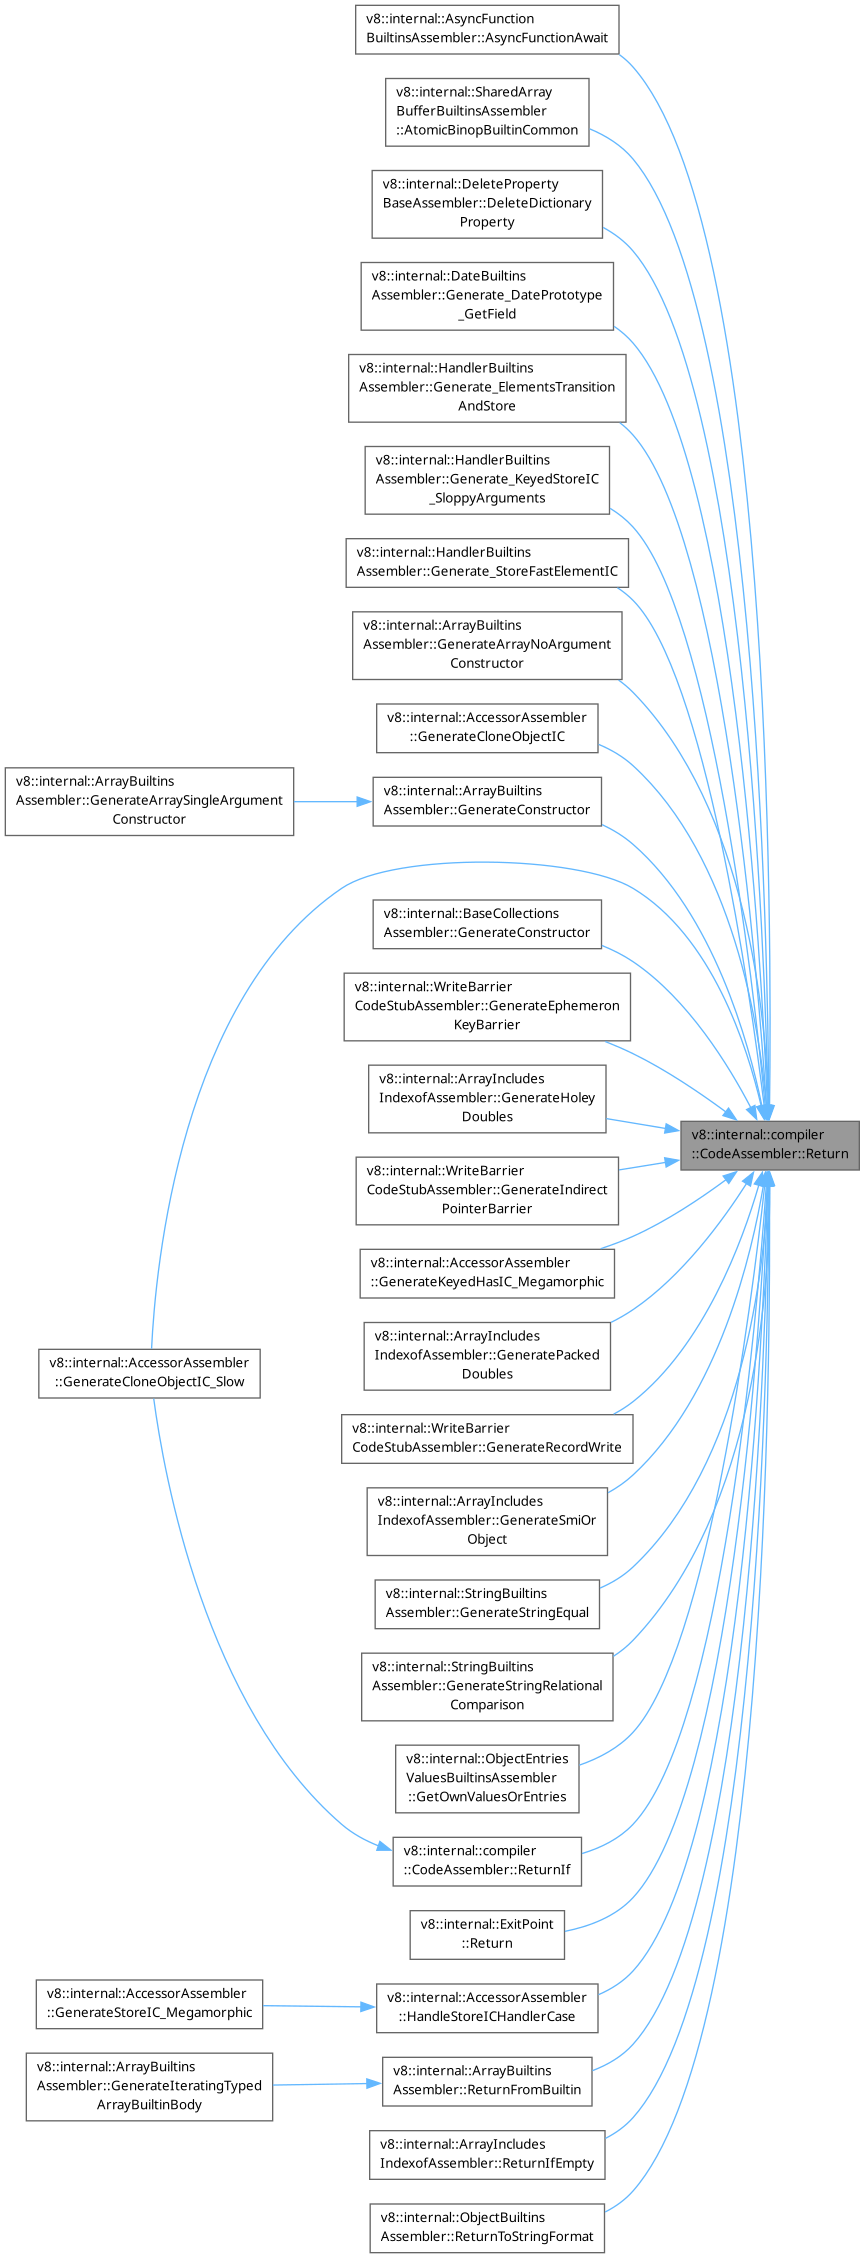 v8::internal::AsyncFunction
BuiltinsAssembler::AsyncFunctionAwait
v8::internal::SharedArray
BufferBuiltinsAssembler
::AtomicBinopBuiltinCommon
v8::internal::DeleteProperty
BaseAssembler::DeleteDictionary
Property
v8::internal::DateBuiltins
Assembler::Generate_DatePrototype
_GetField
v8::internal::HandlerBuiltins
Assembler::Generate_ElementsTransition
AndStore
v8::internal::HandlerBuiltins
Assembler::Generate_KeyedStoreIC
_SloppyArguments
v8::internal::HandlerBuiltins
Assembler::Generate_StoreFastElementIC
v8::internal::ArrayBuiltins
Assembler::GenerateArrayNoArgument
Constructor
v8::internal::AccessorAssembler
::GenerateCloneObjectIC
v8::internal::ArrayBuiltins
Assembler::GenerateArraySingleArgument
Constructor
v8::internal::ArrayBuiltins
Assembler::GenerateConstructor
v8::internal::BaseCollections
Assembler::GenerateConstructor
v8::internal::WriteBarrier
CodeStubAssembler::GenerateEphemeron
KeyBarrier
v8::internal::ArrayIncludes
IndexofAssembler::GenerateHoley
Doubles
v8::internal::compiler
::CodeAssembler::Return
v8::internal::WriteBarrier
CodeStubAssembler::GenerateIndirect
PointerBarrier
v8::internal::AccessorAssembler
::GenerateKeyedHasIC_Megamorphic
v8::internal::ArrayIncludes
IndexofAssembler::GeneratePacked
Doubles
v8::internal::AccessorAssembler
::GenerateCloneObjectIC_Slow
v8::internal::WriteBarrier
CodeStubAssembler::GenerateRecordWrite
v8::internal::ArrayIncludes
IndexofAssembler::GenerateSmiOr
Object
v8::internal::StringBuiltins
Assembler::GenerateStringEqual
v8::internal::StringBuiltins
Assembler::GenerateStringRelational
Comparison
v8::internal::ObjectEntries
ValuesBuiltinsAssembler
::GetOwnValuesOrEntries
v8::internal::compiler
::CodeAssembler::ReturnIf
v8::internal::ExitPoint
::Return
v8::internal::AccessorAssembler
::GenerateStoreIC_Megamorphic
v8::internal::AccessorAssembler
::HandleStoreICHandlerCase
v8::internal::ArrayBuiltins
Assembler::GenerateIteratingTyped
ArrayBuiltinBody
v8::internal::ArrayBuiltins
Assembler::ReturnFromBuiltin
v8::internal::ArrayIncludes
IndexofAssembler::ReturnIfEmpty
v8::internal::ObjectBuiltins
Assembler::ReturnToStringFormat